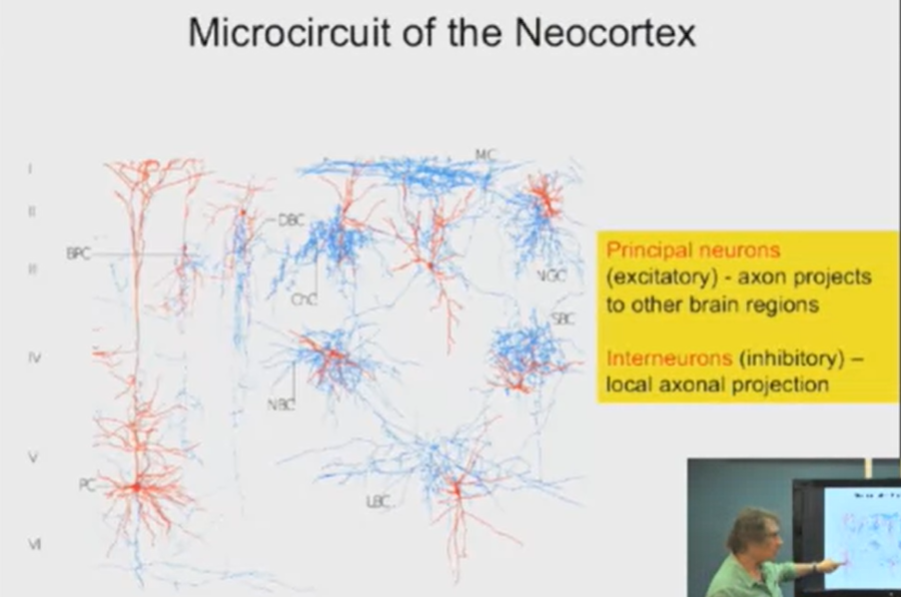 Microcircuit of the Neocortex
I
MC
II
DBC
BPC
III
NGC
ChC
SBC
IV
NBC
V
PC
LBC
VI
Principal neurons
(excitatory) - axon projects
to other brain regions
Interneurons (inhibitory) –
local axonal projection